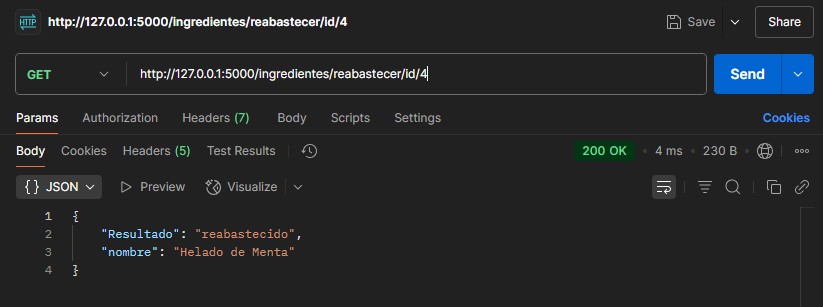 HTTP http://127.0.0.1:5000/ingredientes/reabastecer/id/4 Save Share
GET http://127.0.0.1:5000/ingredientes/reabastecer/id/4 Send
Params Authorization Headers (7) Body Scripts Settings Cookies
Body Cookies Headers (5) Test Results 200 OK • 4 ms • 230 B
{} JSON Preview Visualize
1 {
2 "Resultado": "reabastecido",
3 "nombre": "Helado de Menta"
4 }